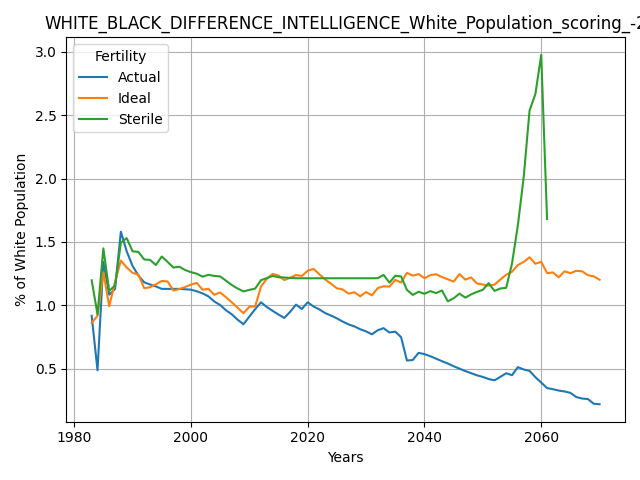 WHITE_BLACK_DIFFERENCE_INTELLIGENCE_White_Population_scoring_-2
Fertility
Actual
Ideal
Sterile
% of White Population
3.0
2.5
2.0
1.5
1.0
0.5
1980 2000 2020 2040 2060
Years